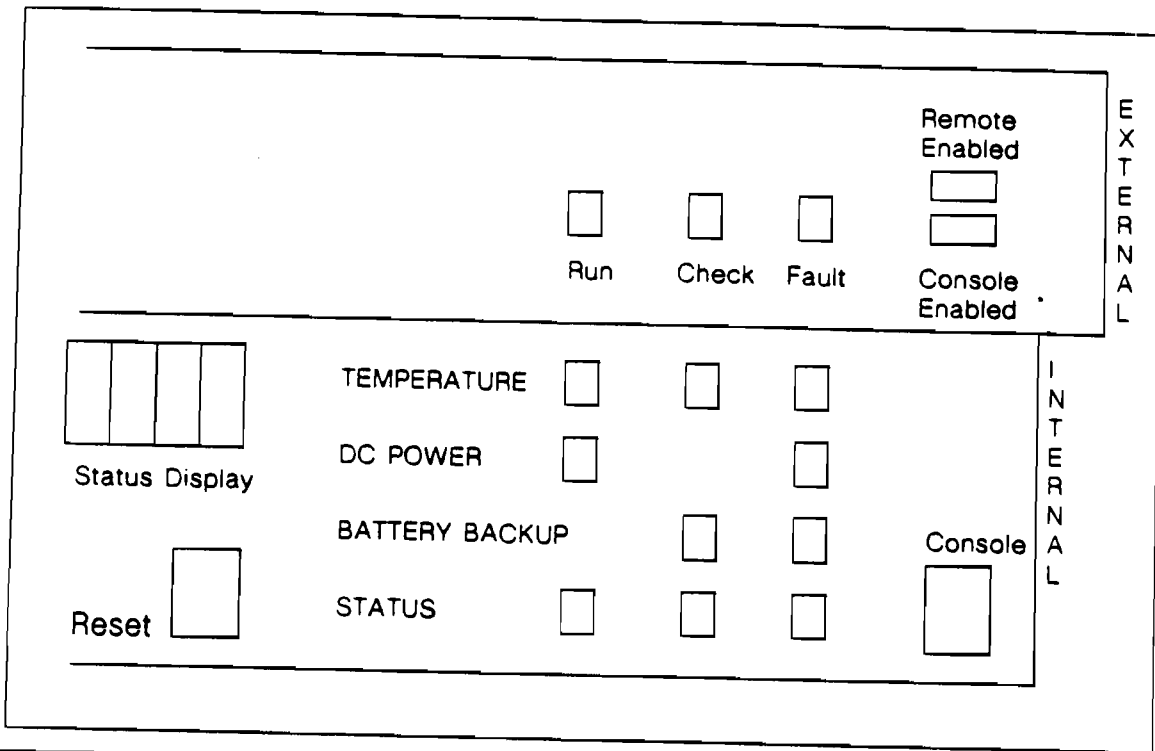 Remote
Enabled
Run Check Fault
Console
Enabled
EXTERNAL
TEMPERATURE
DC POWER
Status Display
BATTERY BACKUP
Console
STATUS
Reset
INTERNAL